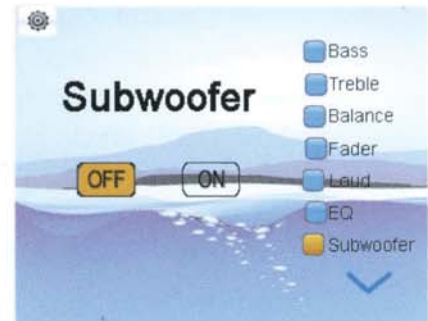 Subwoofer
OFF
ON
Bass
Treble
Balance
Fader
Loud
EQ
Subwoofer